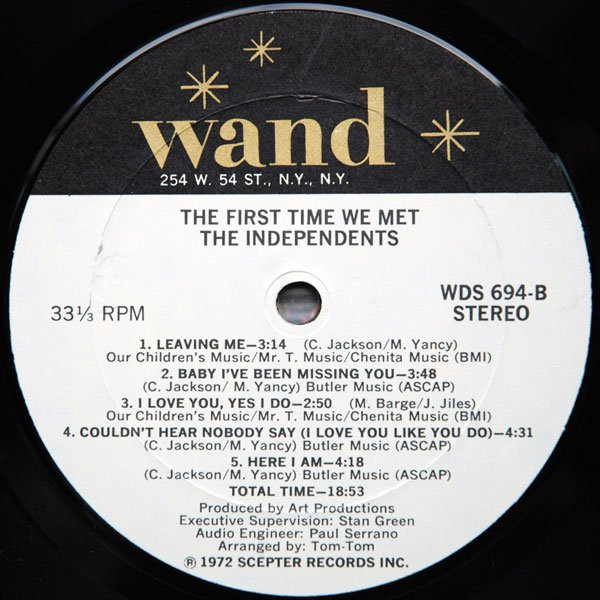 wand
254 W. 54 ST., N.Y., N.Y.
THE FIRST TIME WE MET
THE INDEPENDENTS
33⅓ RPM
WDS 694-B
STEREO
1. LEAVING ME—3:14 (C. Jackson/M. Yancy)
Our Children's Music/Mr. T. Music/Chenita Music (BMI)
2. BABY I'VE BEEN MISSING YOU—3:48
(C. Jackson/ M. Yancy) Butler Music (ASCAP)
3. I LOVE YOU, YES I DO—2:50 (M. Barge/J. Jiles)
Our Children's Music/Mr. T. Music/Chenita Music (BMI)
4. COULDN'T HEAR NOBODY SAY (I LOVE YOU LIKE YOU DO)—4:31
(C. Jackson/M. Yancy) Butler Music (ASCAP)
5. HERE I AM—4:18
(C. Jackson/M. Yancy) Butler Music (ASCAP)
TOTAL TIME—18:53
Produced by Art Productions
Executive Supervision: Stan Green
Audio Engineer: Paul Serrano
Arranged by: Tom-Tom
℗ 1972 SCEPTER RECORDS INC.